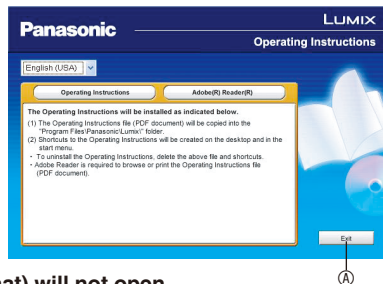 Panasonic
LUMIX
Operating Instructions
English (USA)
Operating Instructions
Adobe(R) Reader(R)
The Operating Instructions will be installed as indicated below.
(1) The Operating Instructions file (PDF document) will be copied into the
"Program Files\Panasonic\Lumix\" folder.
(2) Shortcuts to the Operating Instructions will be created on the desktop and in the
start menu.
・ To uninstall the Operating Instructions, delete the above file and shortcuts.
・ Adobe Reader is required to browse or print the Operating Instructions file
(PDF document).
Exit
Ⓐ
will not open